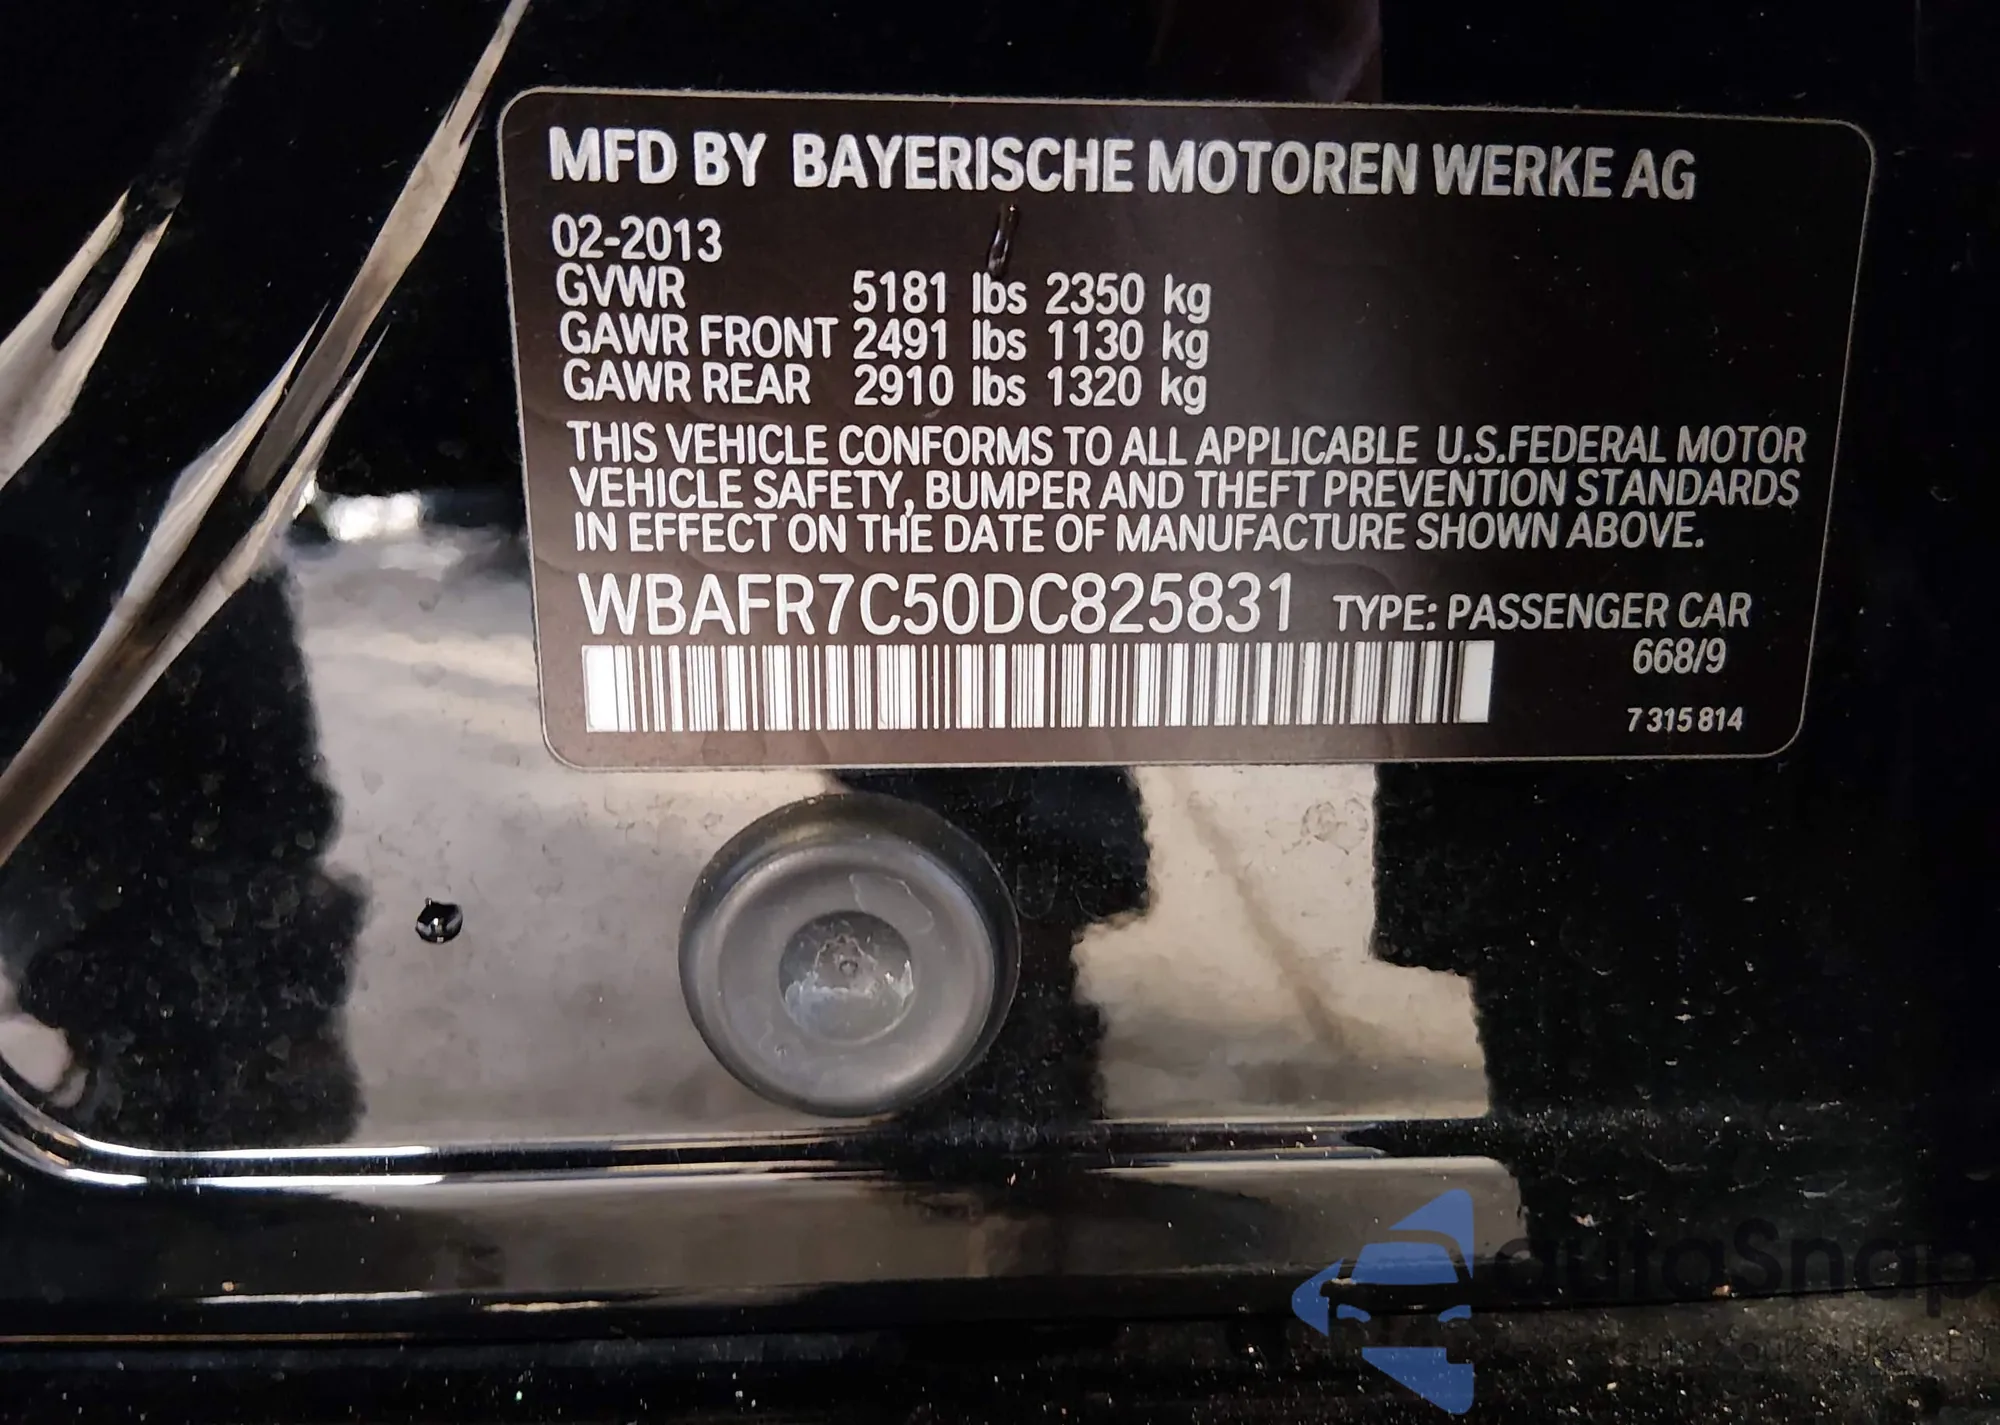 MFD BY BAYERISCHE MOTOREN WERKE AG
02-2013
GVWR 5181 lbs 2350 kg
GAWR FRONT 2491 lbs 1130 kg
GAWR REAR 2910 lbs 1320 kg
THIS VEHICLE CONFORMS TO ALL APPLICABLE U.S.FEDERAL MOTOR
VEHICLE SAFETY, BUMPER AND THEFT PREVENTION STANDARDS
IN EFFECT ON THE DATE OF MANUFACTURE SHOWN ABOVE.
WBAFR7C50DC825831 TYPE: PASSENGER CAR
668/9
7 315 814
autoSnap